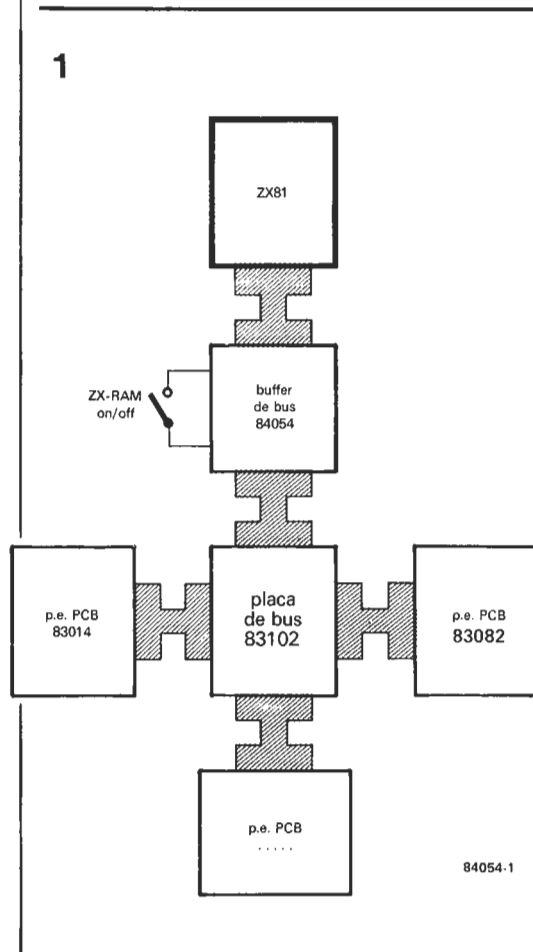 1
ZX81
ZX-RAM
on/off
buffer
de bus
84054
p.e. PCB
83014
placa
de bus
83102
p.e. PCB
83082
p.e. PCB
.....
84054-1